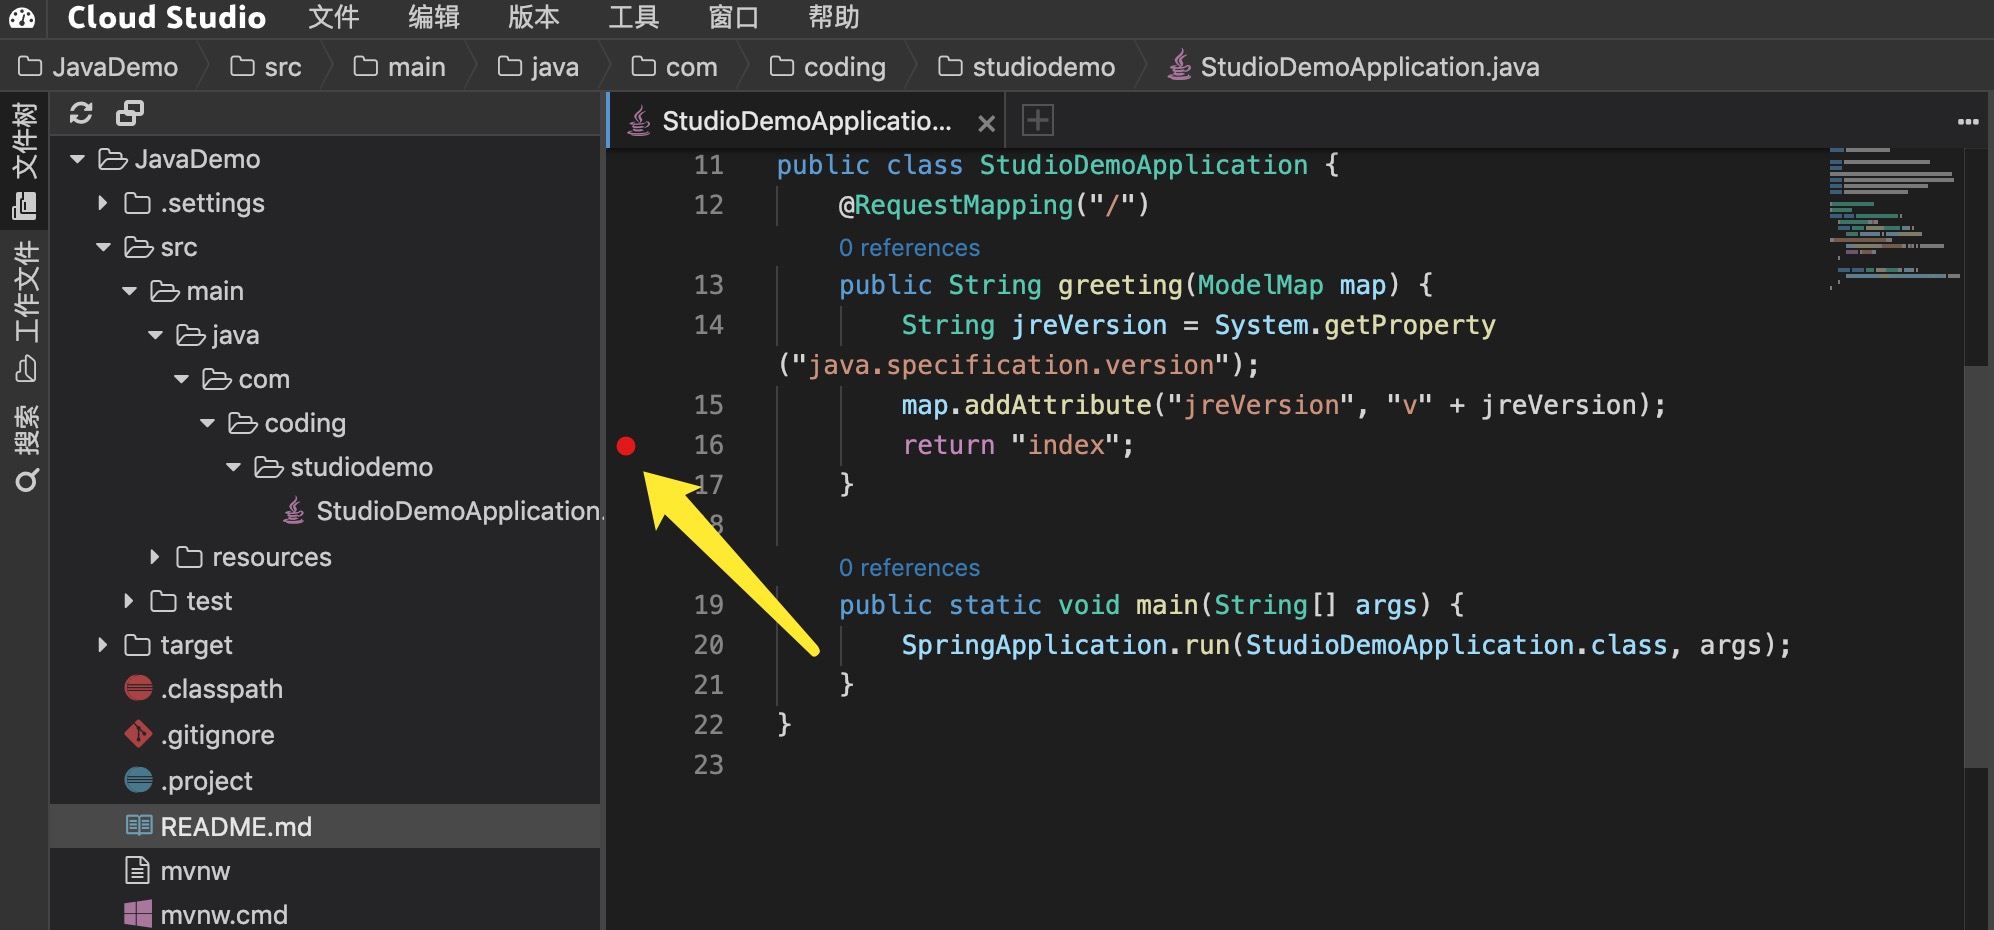 Cloud Studio 文件 编辑 版本 工具 窗口 帮助
JavaDemo src main java com coding studiodemo StudioDemoApplication.java
文件树
工作文件
搜索
JavaDemo
.settings
src
main
java
com
coding
studiodemo
StudioDemoApplication.
resources
test
target
.classpath
.gitignore
.project
README.md
mvnw
mvnw.cmd
StudioDemoApplicatio...
11 public class StudioDemoApplication {
12 @RequestMapping("/")
0 references
13 public String greeting(ModelMap map) {
14 String jreVersion = System.getProperty
("java.specification.version");
15 map.addAttribute("jreVersion", "v" + jreVersion);
16 return "index";
17 }
8
0 references
19 public static void main(String[] args) {
20 SpringApplication.run(StudioDemoApplication.class, args);
21 }
22 }
23